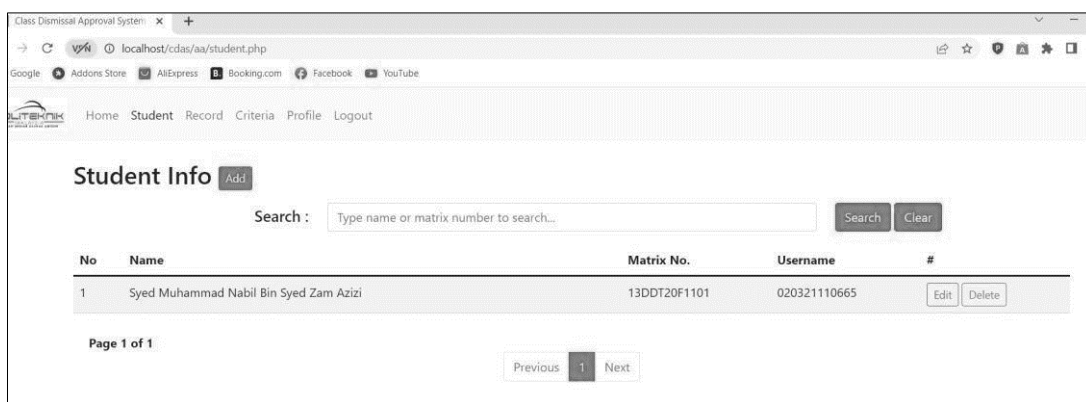 Class Dismissal Approval System × +
VPN localhost/cdas/aa/student.php
Google Addons Store AliExpress B. Booking.com Facebook YouTube
Home Student Record Criteria Profile Logout
Student Info Add
Search : Type name or matrix number to search... Search Clear
No Name Matrix No. Username #
1 Syed Muhammad Nabil Bin Syed Zam Azizi 13DDT20F1101 020321110665 Edit Delete
Page 1 of 1
Previous 1 Next